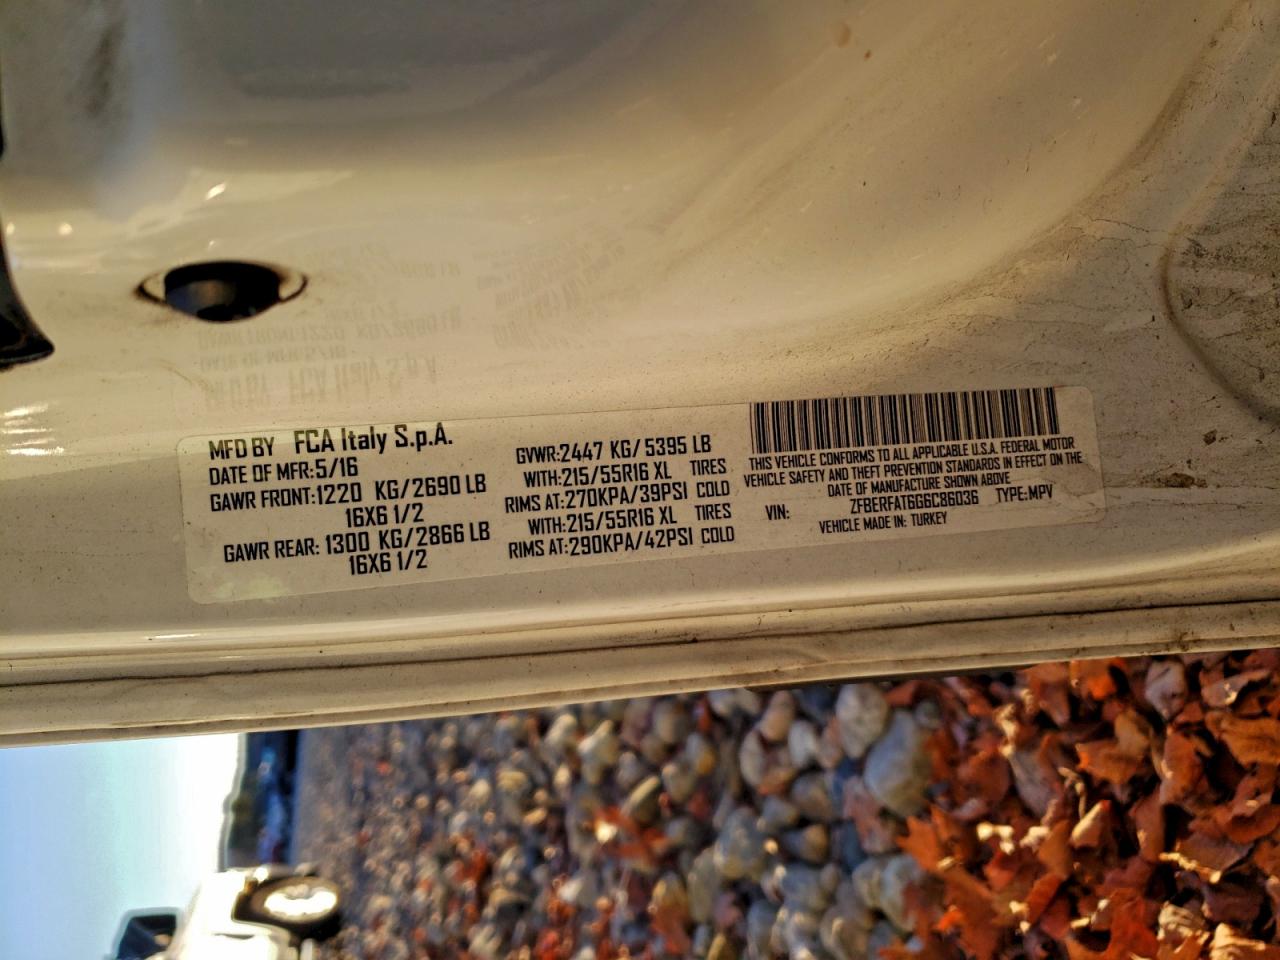 MFD BY FCA Italy S.p.A.
DATE OF MFR:5/16
GAWR FRONT:1220 KG/2690 LB
16X6 1/2
GAWR REAR: 1300 KG/2866 LB
16X6 1/2
GVWR:2447 KG/5395 LB
WITH:215/55R16 XL TIRES
RIMS AT:270KPA/39PSI COLD
WITH:215/55R16 XL TIRES
RIMS AT:290KPA/42PSI COLD
THIS VEHICLE CONFORMS TO ALL APPLICABLE U.S.A. FEDERAL MOTOR
VEHICLE SAFETY AND THEFT PREVENTION STANDARDS IN EFFECT ON THE
DATE OF MANUFACTURE SHOWN ABOVE
VIN: ZFBERFAT6G6C86036 TYPE:MPV
VEHICLE MADE IN: TURKEY